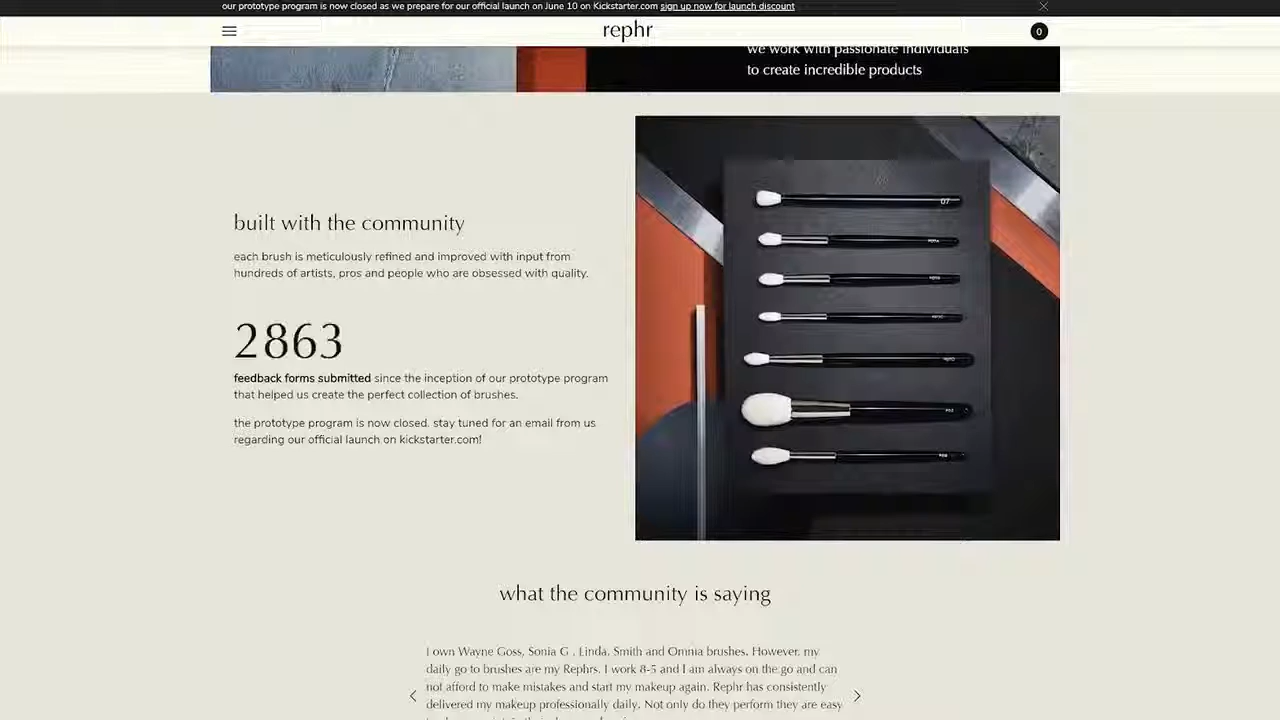 our prototype program is now closed as we prepare for our official launch on June 10 on Kickstarter.com sign up now for launch discount
rephr
0
we work with passionate individuals
to create incredible products
07
built with the community
each brush is meticulously refined and improved with input from
hundreds of artists, pros and people who are obsessed with quality.
2863
feedback forms submitted since the inception of our prototype program
that helped us create the perfect collection of brushes.
the prototype program is now closed. stay tuned for an email from us
regarding our official launch on kickstarter.com!
what the community is saying
I own Wayne Goss, Sonia G , Linda, Smith and Omnia brushes. However, my
daily go to brushes are my Rephrs. I work 8-5 and I am always on the go and can
not afford to make mistakes and start my makeup again. Rephr has consistently
delivered my makeup professionally daily. Not only do they perform they are easy